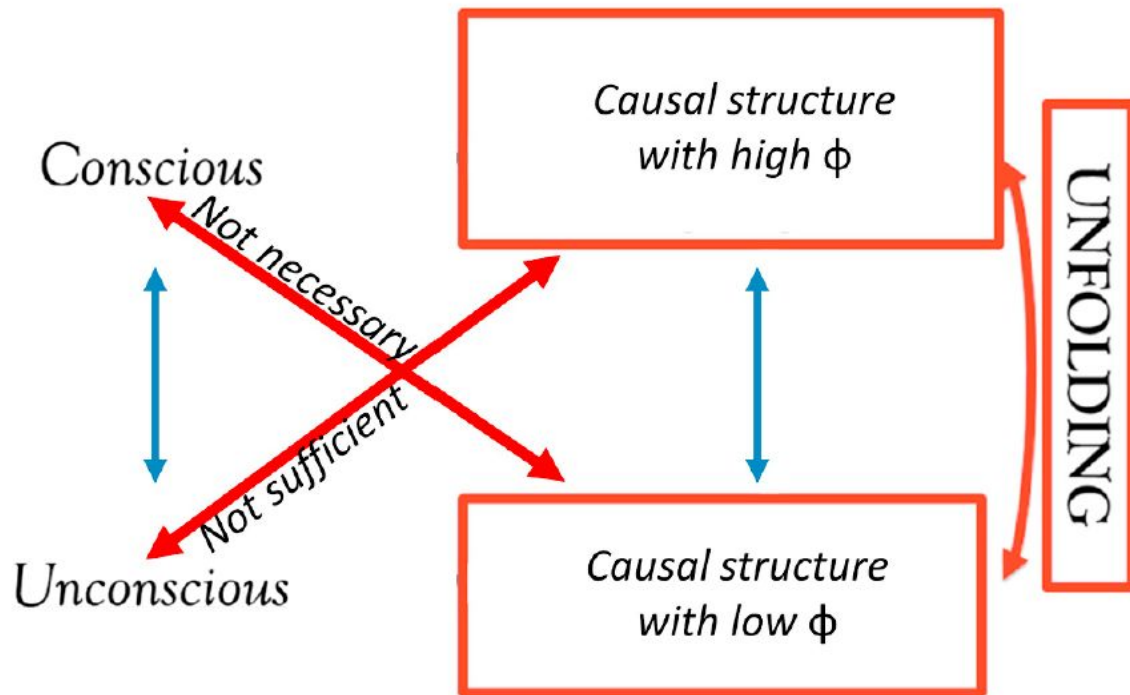 Causal structure
with high ϕ
Conscious
Not necessary
UNFOLDING
Not sufficient
Unconscious
Causal structure
with low ϕ